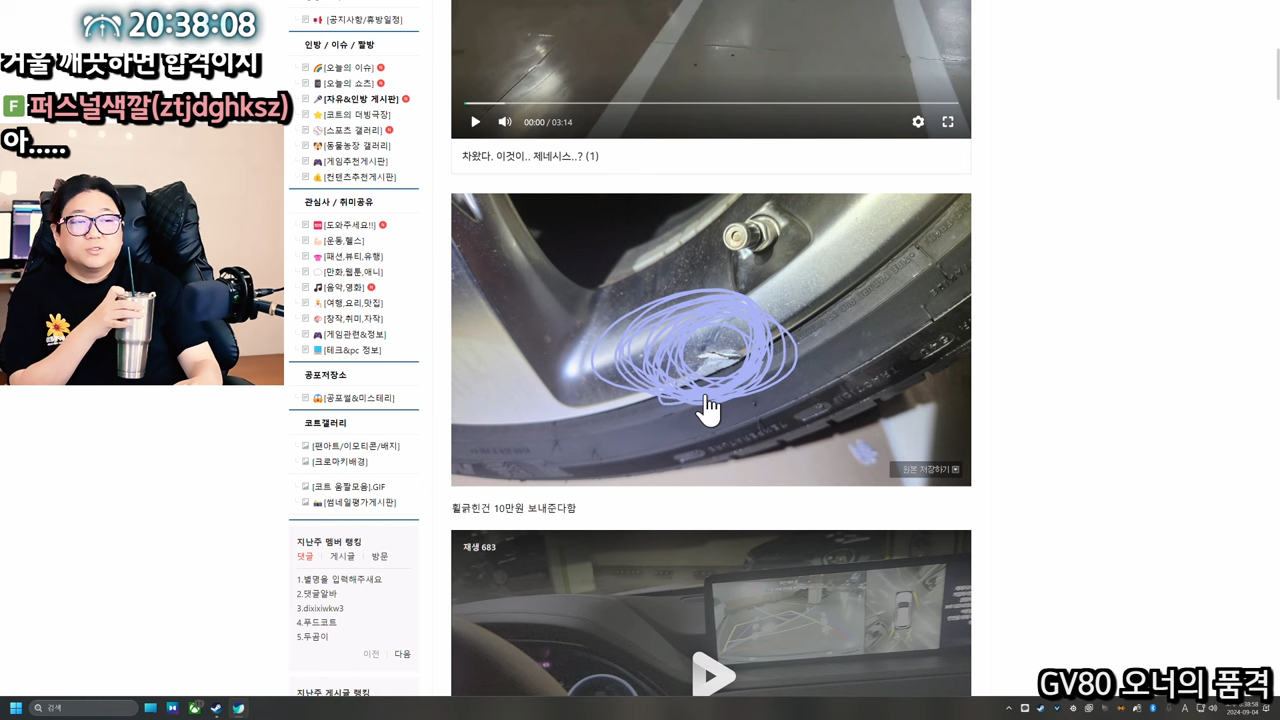 20:38:08
거울 깨끗하면 합격이지
F 퍼스널색깔(ztjdghksz)
아.....
[공지사항/휴방일정]
인방 / 이슈 / 짤방
[오늘의 이슈] N
[오늘의 쇼츠] N
[자유&인방 게시판] N
[코트의 더빙극장]
[스포츠 갤러리] N
[동물농장 갤러리]
[게임추천게시판]
[컨텐츠추천게시판]
관심사 / 취미공유
[도와주세요!!] N
[운동,헬스]
[패션,뷰티,유행]
[만화,웹툰,애니]
[음악,영화] N
[여행,요리,맛집]
[창작,취미,자작]
[게임관련&정보]
[테크&pc 정보]
공포저장소
[공포썰&미스테리]
코트갤러리
[팬아트/이모티콘/배지]
[크로마키배경]
[코트 움짤모음].GIF
[썸네일평가게시판]
지난주 멤버 랭킹
댓글 게시글 방문
1.별명을 입력해주새요
2.댓글알바
3.dixixiwkw3
4.푸드코트
5.두곰이
이전 다음
지난주 게시글 랭킹
00:00 / 03:14
차왔다. 이것이.. 제네시스..? (1)
원본 저장하기
휠긁힌건 10만원 보내준다함
재생 683
GV80 오너의 품격
검색
2024-09-04